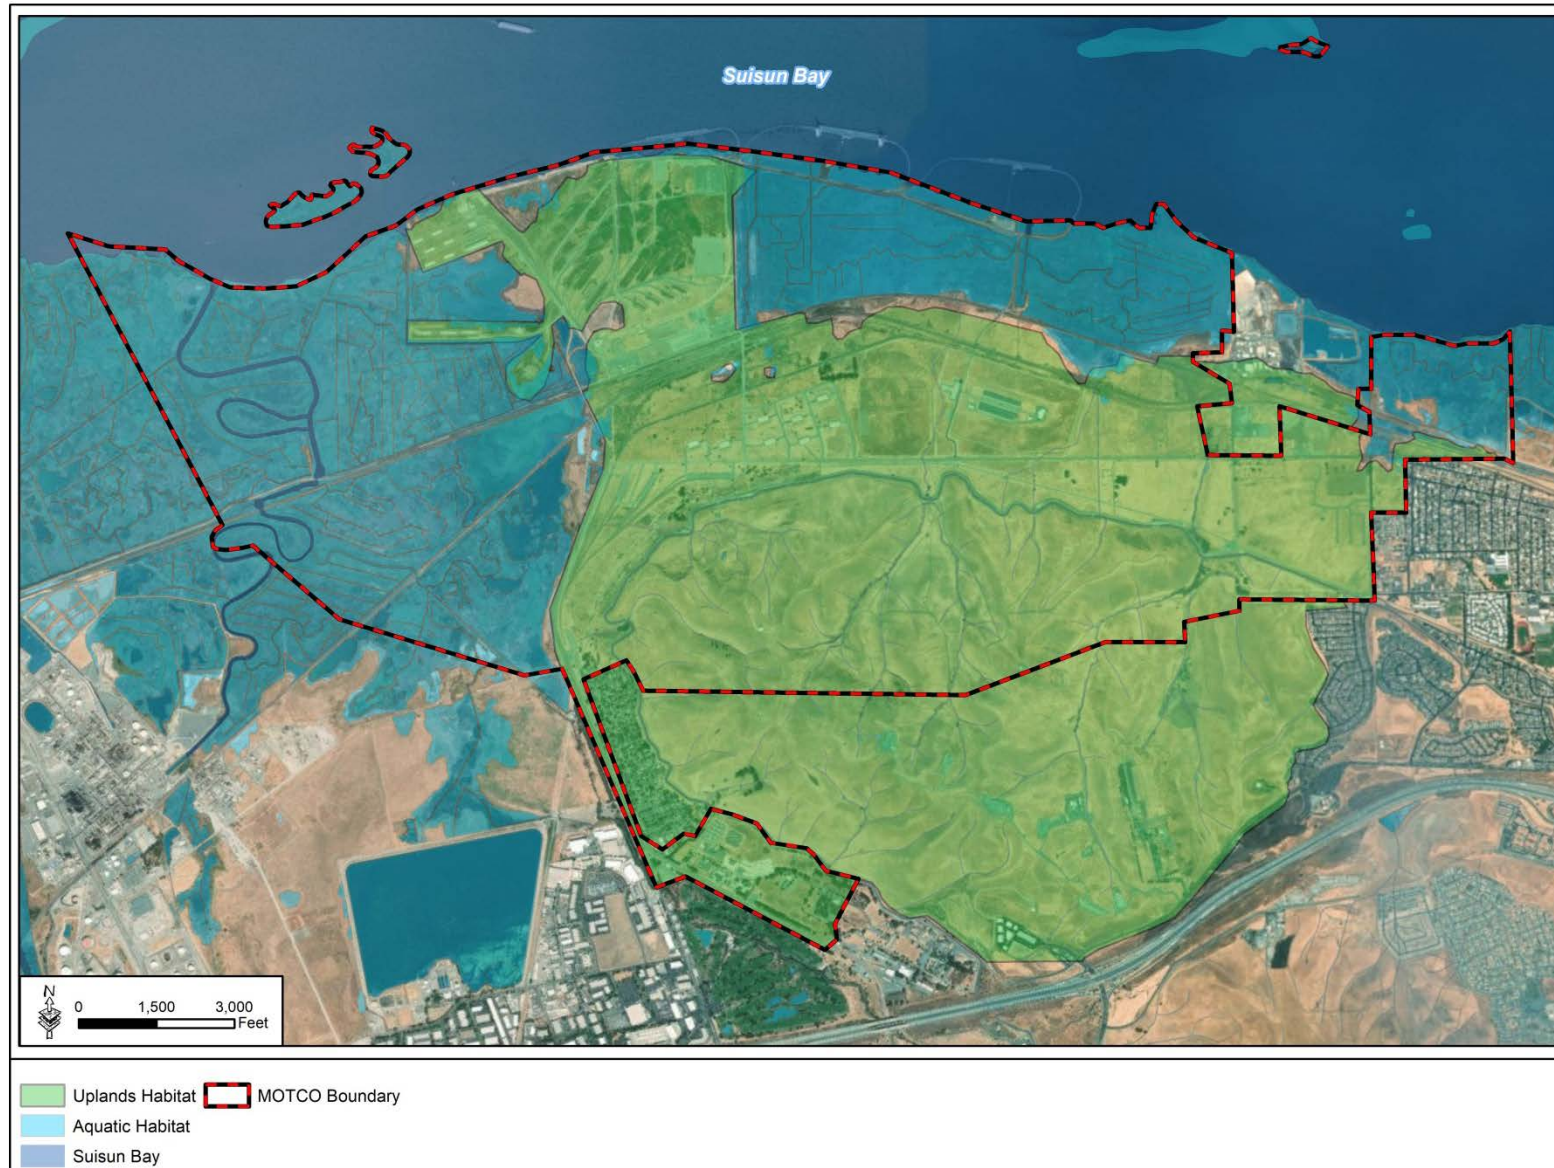 Suisun Bay
N
0 1,500 3,000
Feet
Uplands Habitat MOTCO Boundary
Aquatic Habitat
Suisun Bay